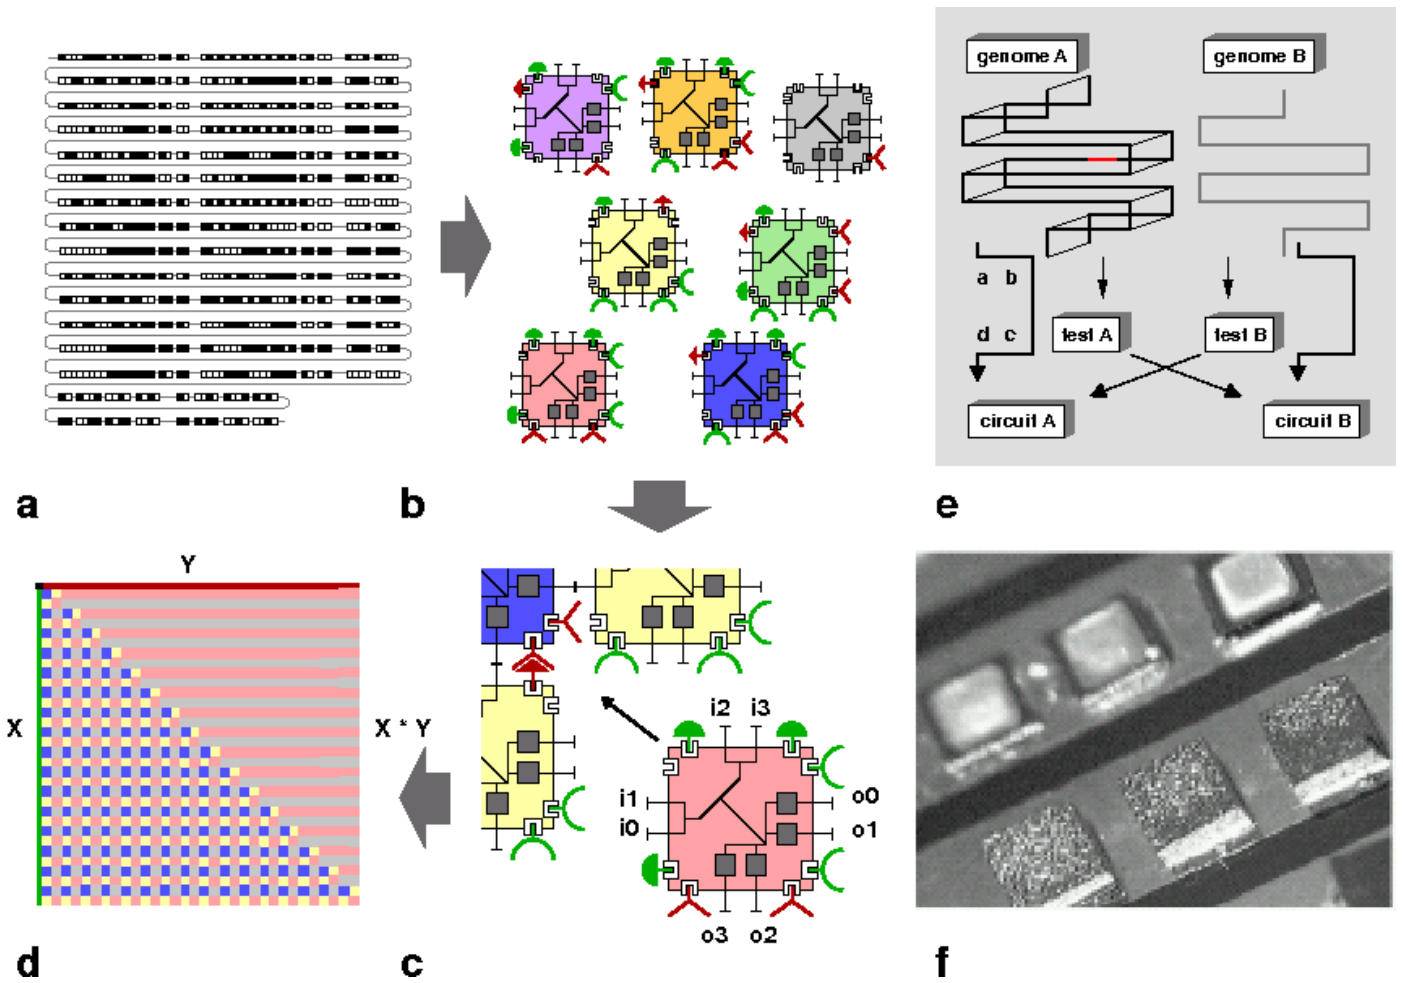 genome A
genome B
a b
d c
test A
test B
circuit A
circuit B
a
b
e
Y
X
X * Y
i2 i3
i1
i0
o0
o1
o3 o2
d
c
f